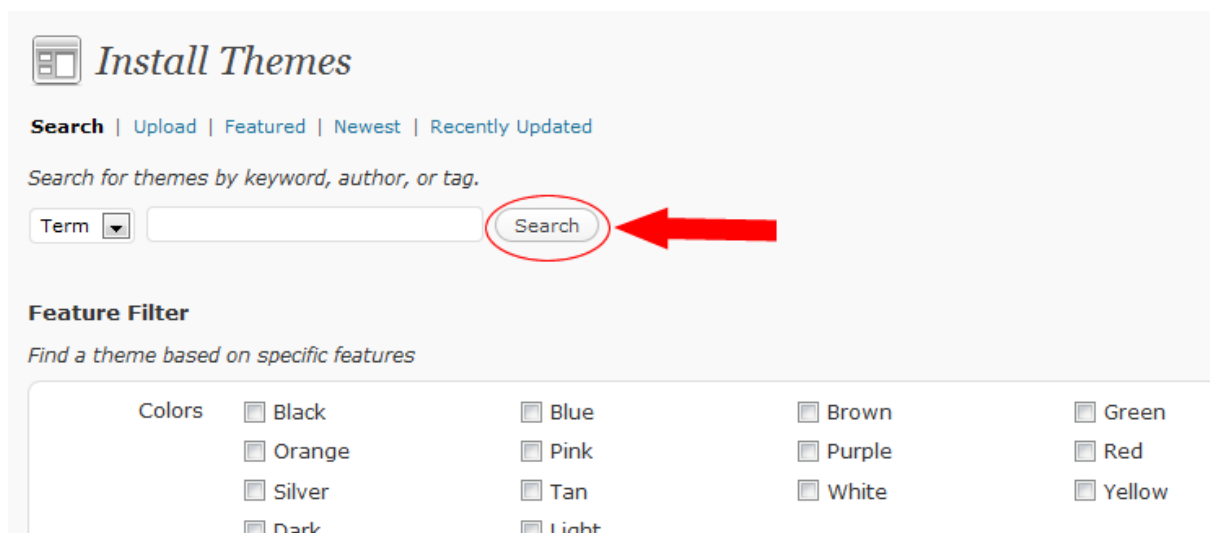 Install Themes
Search | Upload | Featured | Newest | Recently Updated
Search for themes by keyword, author, or tag.
Term Search
Feature Filter
Find a theme based on specific features
Colors Black Blue Brown Green
Orange Pink Purple Red
Silver Tan White Yellow
Dark Light